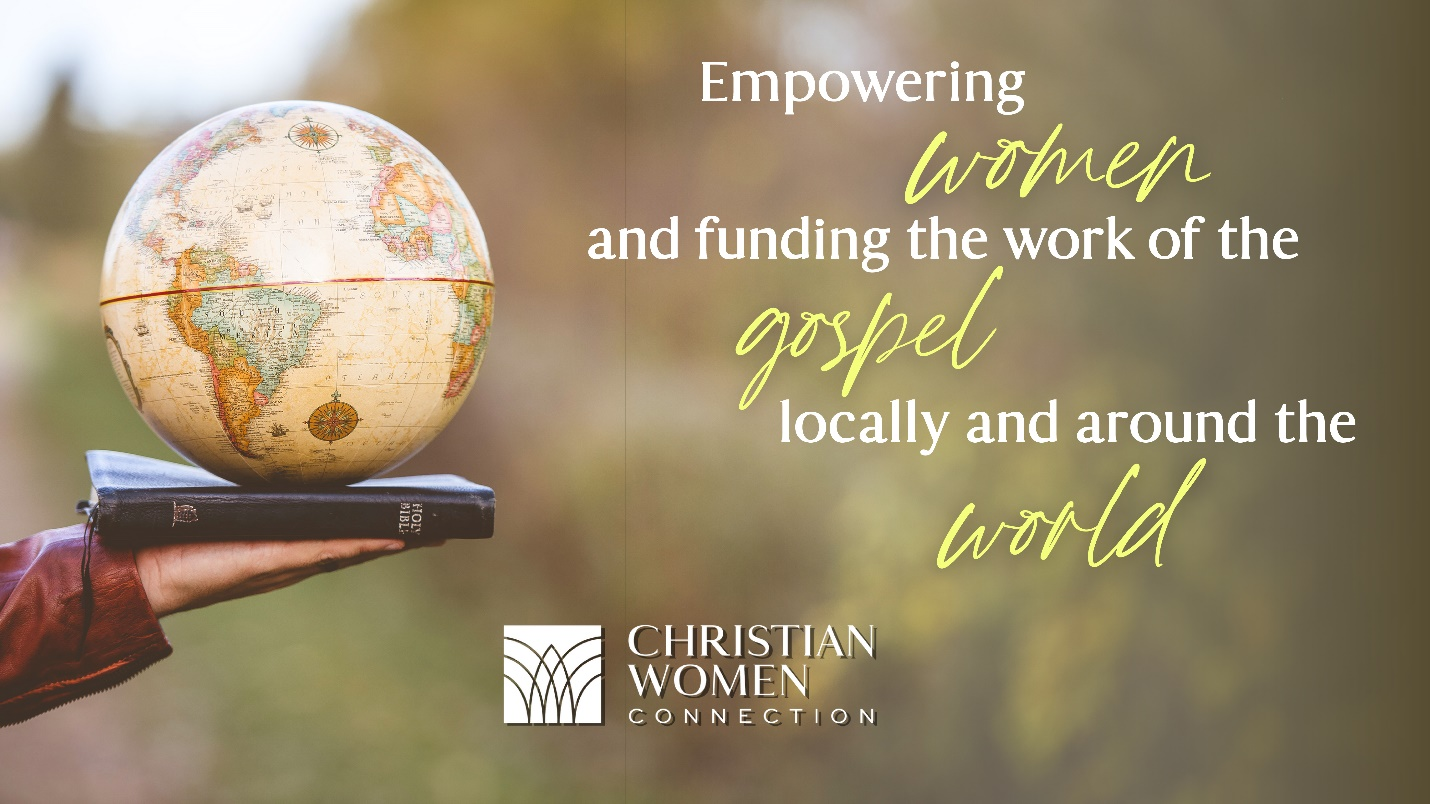 Empowering
women
and funding the work of the
gospel
locally and around the
world
HOLY
BIBLE
CHRISTIAN
WOMEN
CONNECTION